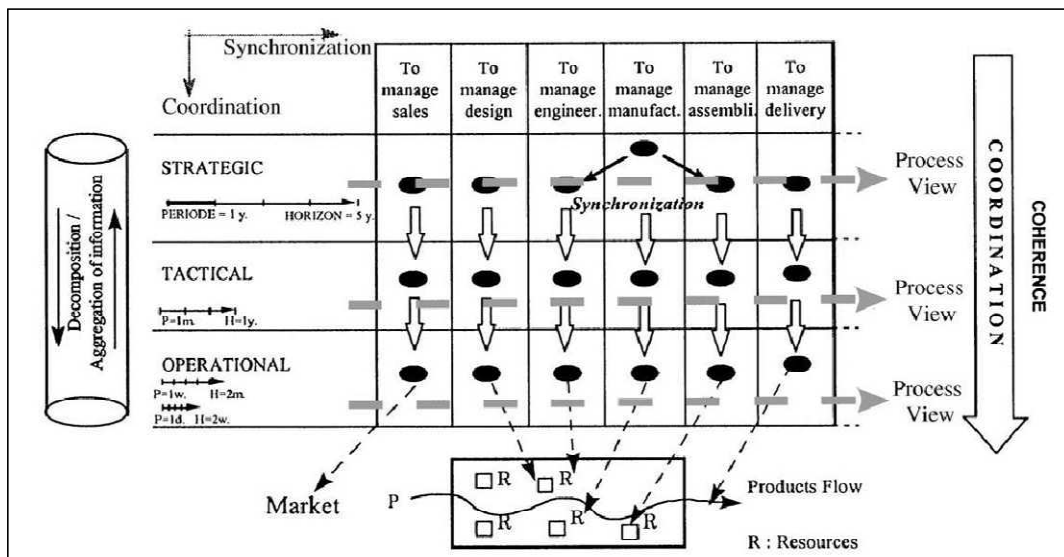 Synchronization
Coordination
To manage sales
To manage design
To manage engineer.
To manage manufact.
To manage assembli.
To manage delivery
STRATEGIC
PERIODE = 1 y.
HORIZON = 5 y.
Synchronization
Process View
TACTICAL
P=1m.
H=1y.
Process View
OPERATIONAL
P=1w.
H=2m.
P=1d.
H=2w.
Process View
Decomposition /
Aggregation of information
COORDINATION
COHERENCE
Market
P
R
R
R
R
R
Products Flow
R : Resources